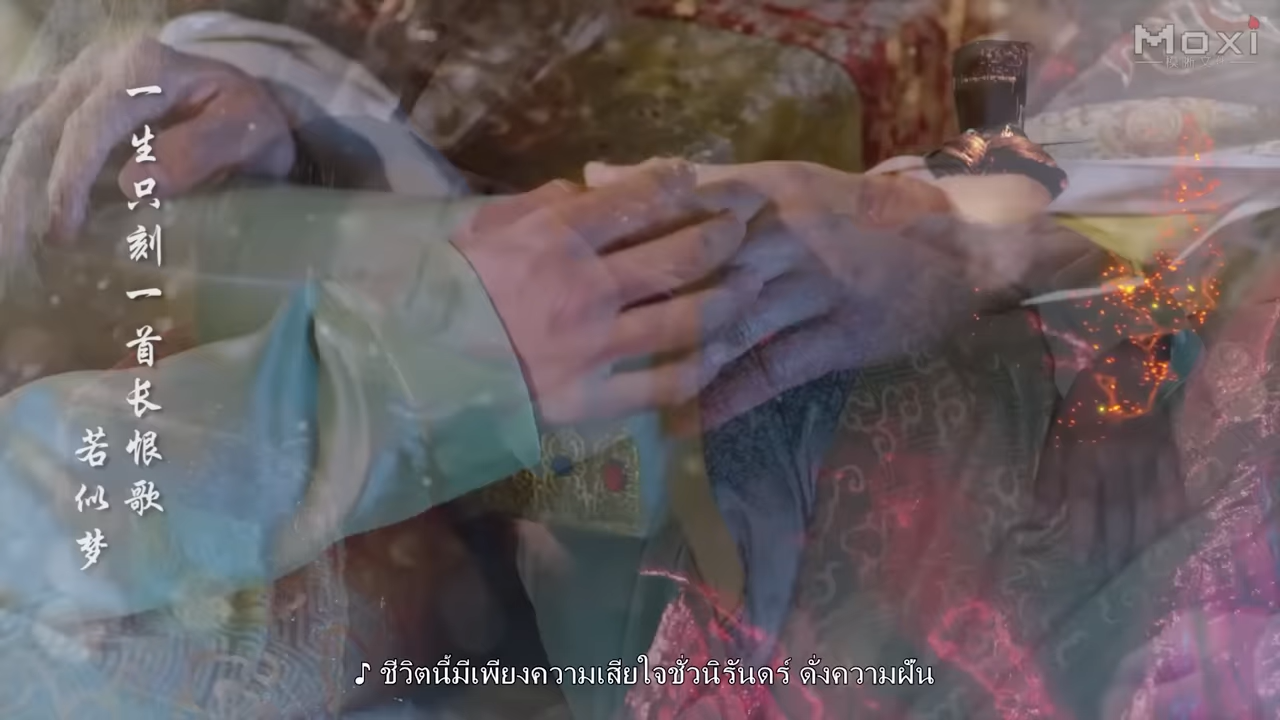 Moxi
一生只刻一首长恨歌
若似梦
♪ ชีวิตนี้มีเพียงความเสียใจชั่วนิรันดร์ ดั่งความฝัน